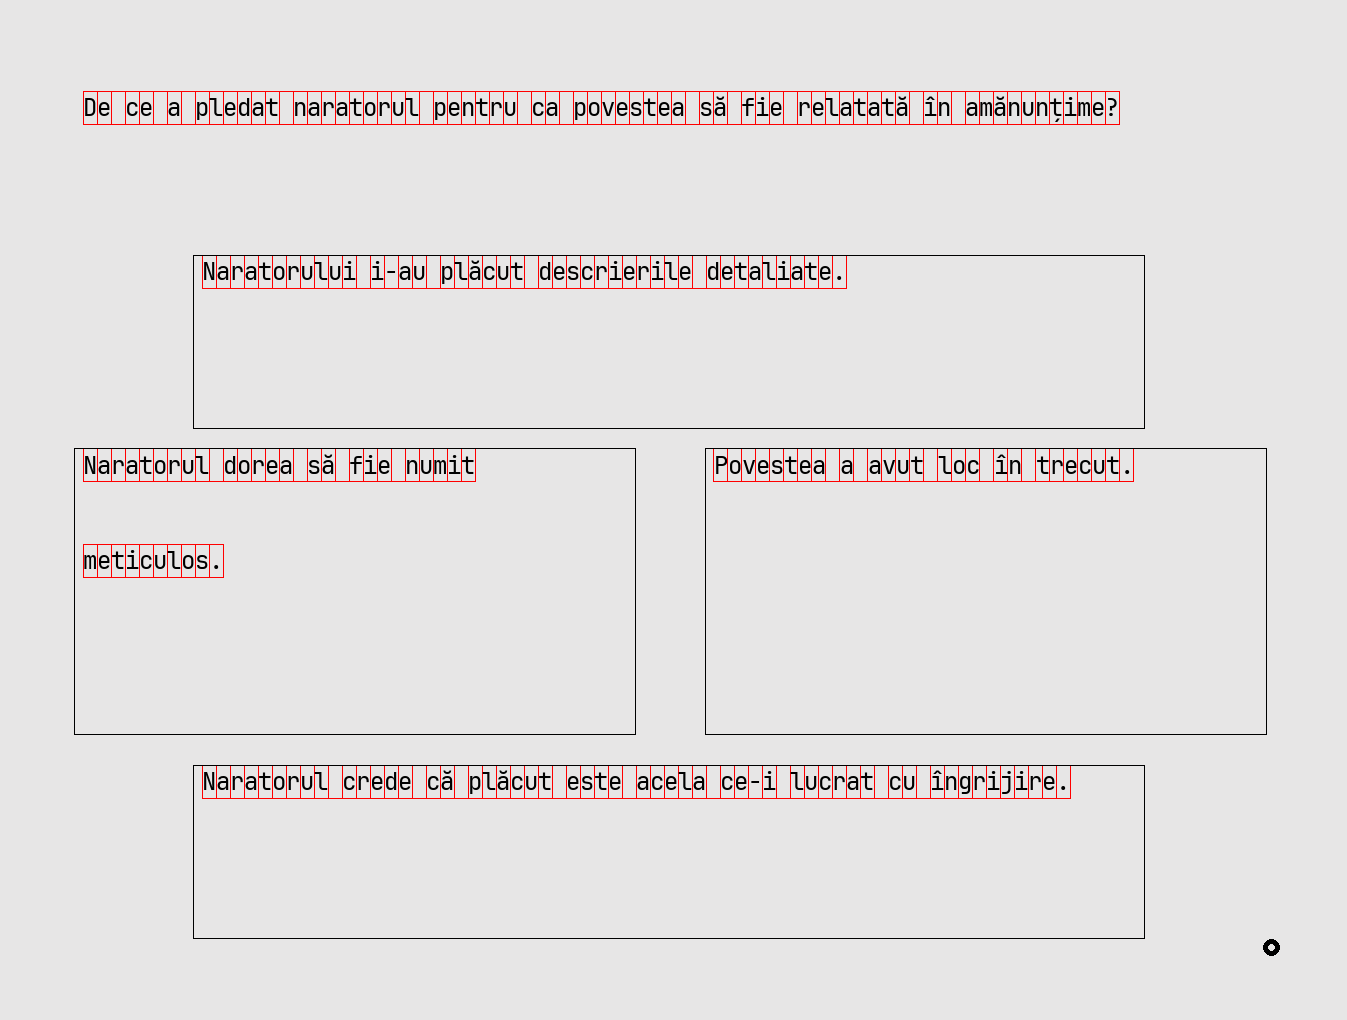 De ce a pledat naratorul pentru ca povestea să fie relatată în amănunțime?
Naratorului i-au plăcut descrierile detaliate.
Naratorul dorea să fie numit
meticulos.
Povestea a avut loc în trecut.
Naratorul crede că plăcut este acela ce-i lucrat cu îngrijire.